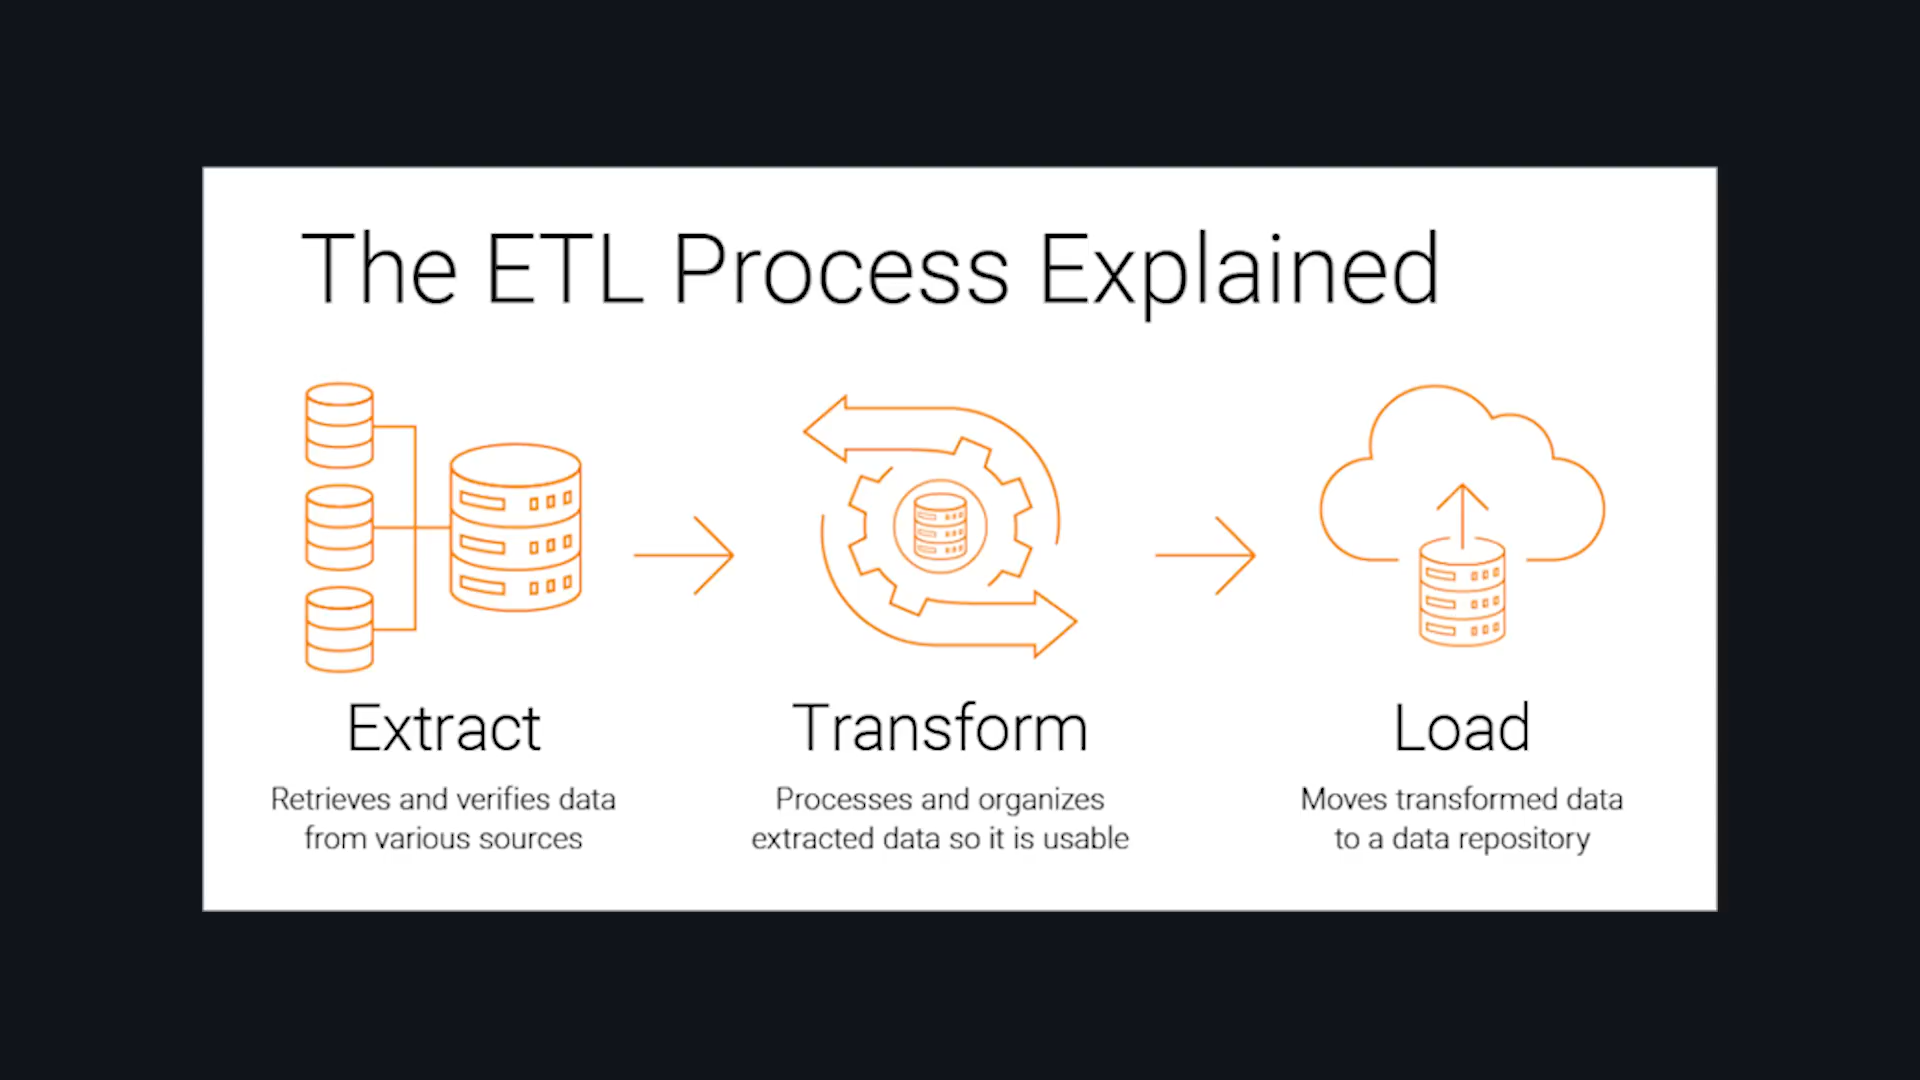 The ETL Process Explained
Extract
Retrieves and verifies data
from various sources
Transform
Processes and organizes
extracted data so it is usable
Load
Moves transformed data
to a data repository